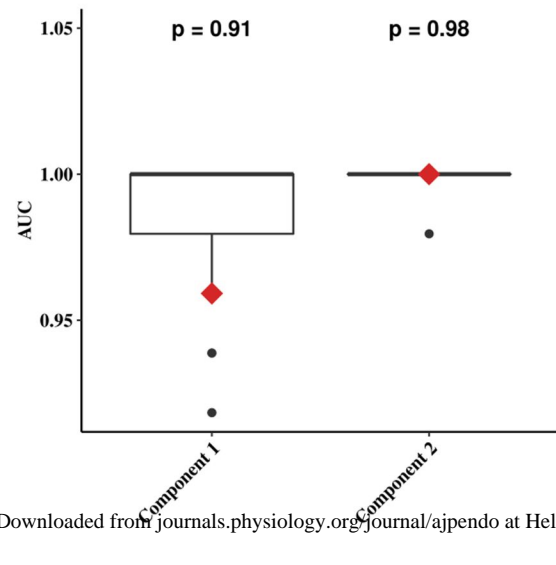 p = 0.91 p = 0.98
1.05
1.00
0.95
AUC
Component 1 Component 2
Downloaded from journals.physiology.org/journal/ajpendo at Hel